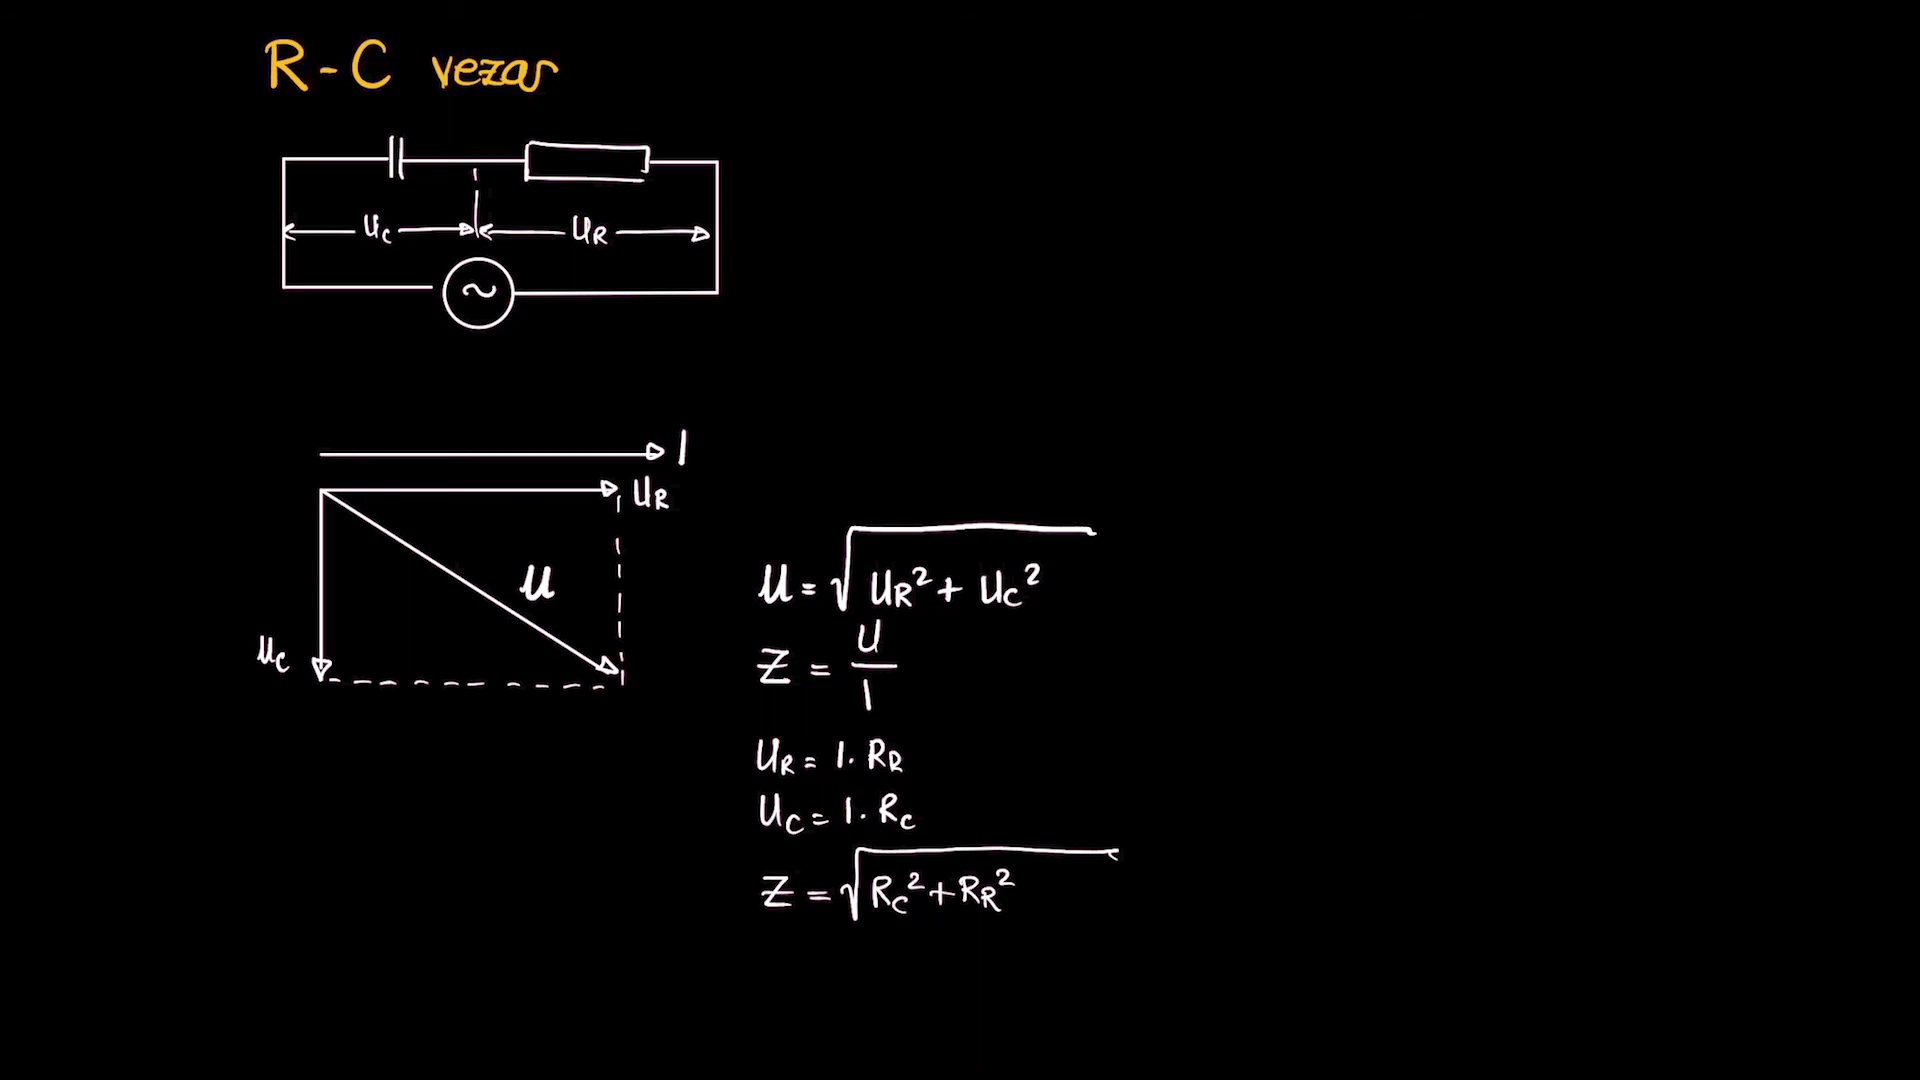 R-C vezar
uc uR
~
I
uR
u
uc
u = √uR² + uc²
Z = u/I
uR = I. RR
uc = I. Rc
Z = √Rc² + RR²